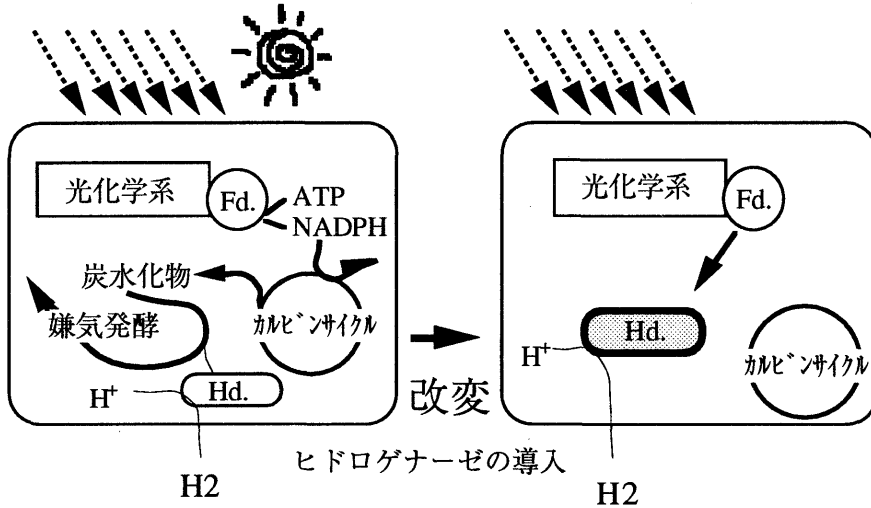 光化学系
Fd.
ATP
NADPH
炭水化物
嫌気発酵
カルビンサイクル
Hd.
H+
H2
改変
ヒドロゲナーゼの導入
光化学系
Fd.
Hd.
H+
カルビンサイクル
H2